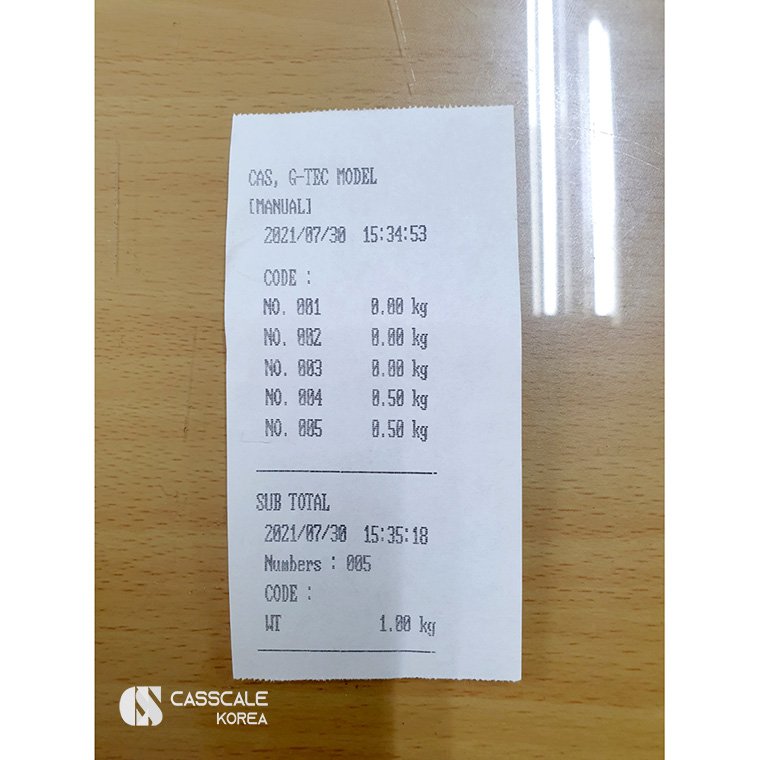 CAS, G-TEC MODEL
[MANUAL]
2021/07/30 15:34:53
CODE :
NO. 001 0.00 kg
NO. 002 0.00 kg
NO. 003 0.00 kg
NO. 004 0.50 kg
NO. 005 0.50 kg
SUB TOTAL
2021/07/30 15:35:18
Numbers : 005
CODE :
WT 1.00 kg
CASSCALE
KOREA